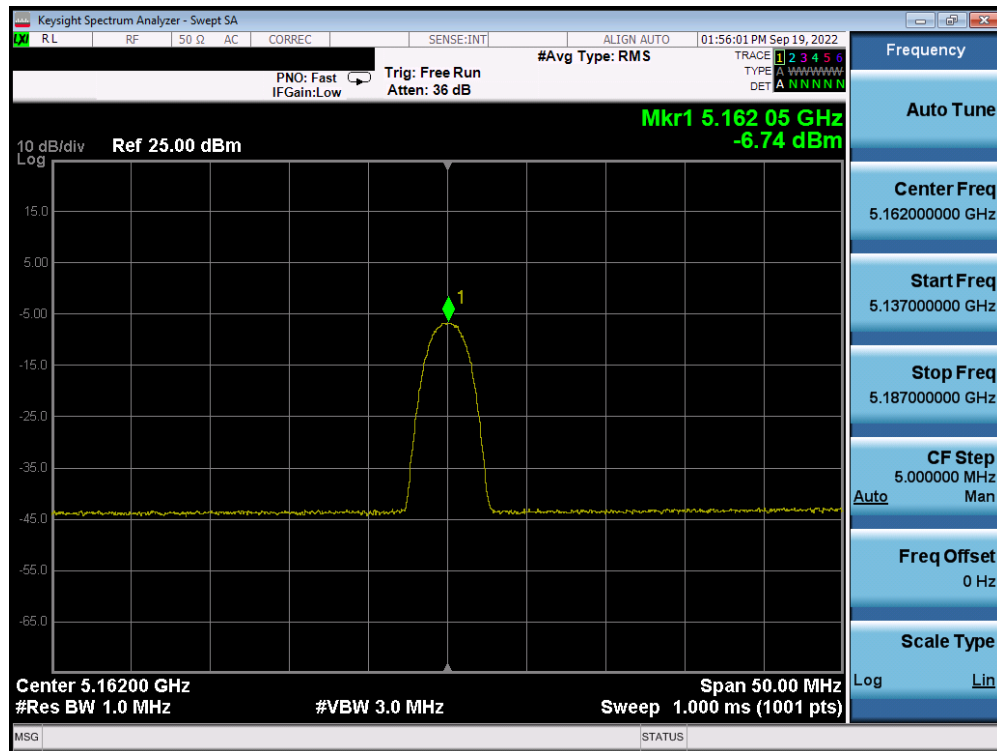 Keysight Spectrum Analyzer - Swept SA
LXI RL RF 50 Ω AC CORREC SENSE:INT ALIGN AUTO 01:56:01 PM Sep 19, 2022
#Avg Type: RMS TRACE 1 2 3 4 5 6
PNO: Fast Trig: Free Run TYPE A WWWWW
IFGain:Low Atten: 36 dB DET A N N N N N
Mkr1 5.162 05 GHz
-6.74 dBm
10 dB/div Ref 25.00 dBm
Log
15.0
5.00
1
-5.00
-15.0
-25.0
-35.0
-45.0
-55.0
-65.0
Center 5.16200 GHz Span 50.00 MHz
#Res BW 1.0 MHz #VBW 3.0 MHz Sweep 1.000 ms (1001 pts)
MSG STATUS
Frequency
Auto Tune
Center Freq
5.162000000 GHz
Start Freq
5.137000000 GHz
Stop Freq
5.187000000 GHz
CF Step
5.000000 MHz
Auto Man
Freq Offset
0 Hz
Scale Type
Log Lin